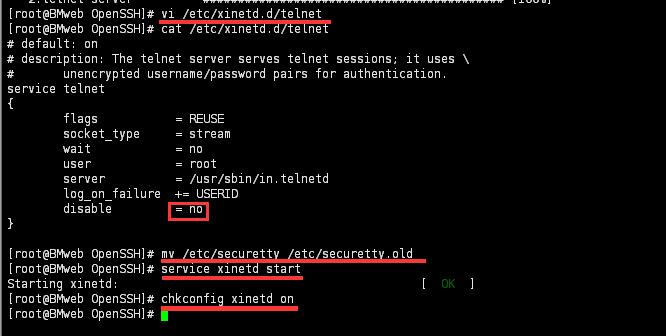 [root@BMweb OpenSSH]# vi /etc/xinetd.d/telnet
[root@BMweb OpenSSH]# cat /etc/xinetd.d/telnet
# default: on
# description: The telnet server serves telnet sessions; it uses \
#       unencrypted username/password pairs for authentication.
service telnet
{
        flags           = REUSE
        socket_type     = stream
        wait            = no
        user            = root
        server          = /usr/sbin/in.telnetd
        log_on_failure  += USERID
        disable         = no
}
[root@BMweb OpenSSH]# mv /etc/securetty /etc/securetty.old
[root@BMweb OpenSSH]# service xinetd start
Starting xinetd:                                           [  OK  ]
[root@BMweb OpenSSH]# chkconfig xinetd on
[root@BMweb OpenSSH]#